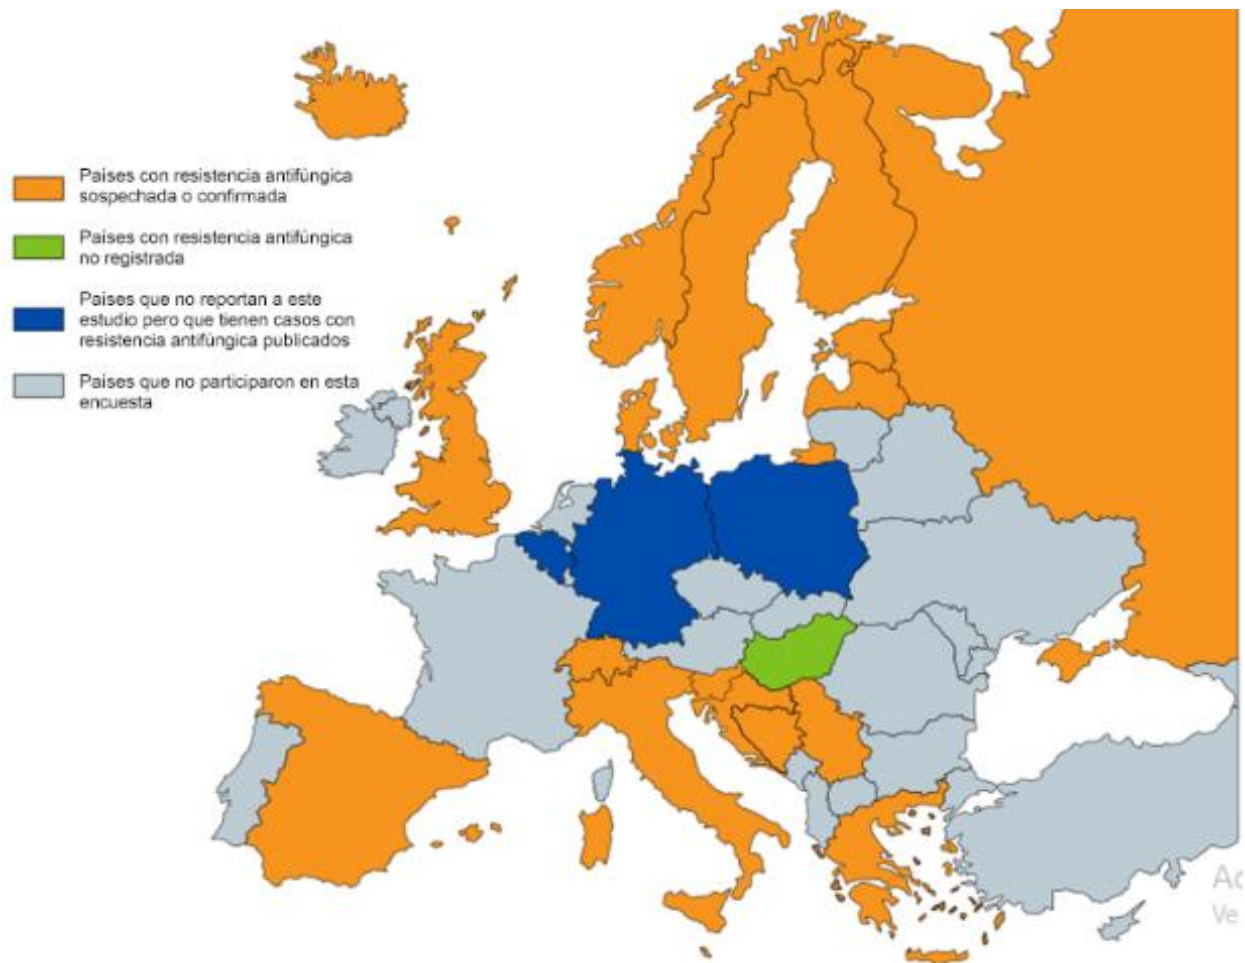 Países con resistencia antifúngica
sospechada o confirmada
Países con resistencia antifúngica
no registrada
Países que no reportan a este
estudio pero que tienen casos con
resistencia antifúngica publicados
Países que no participaron en esta
encuesta
Ve